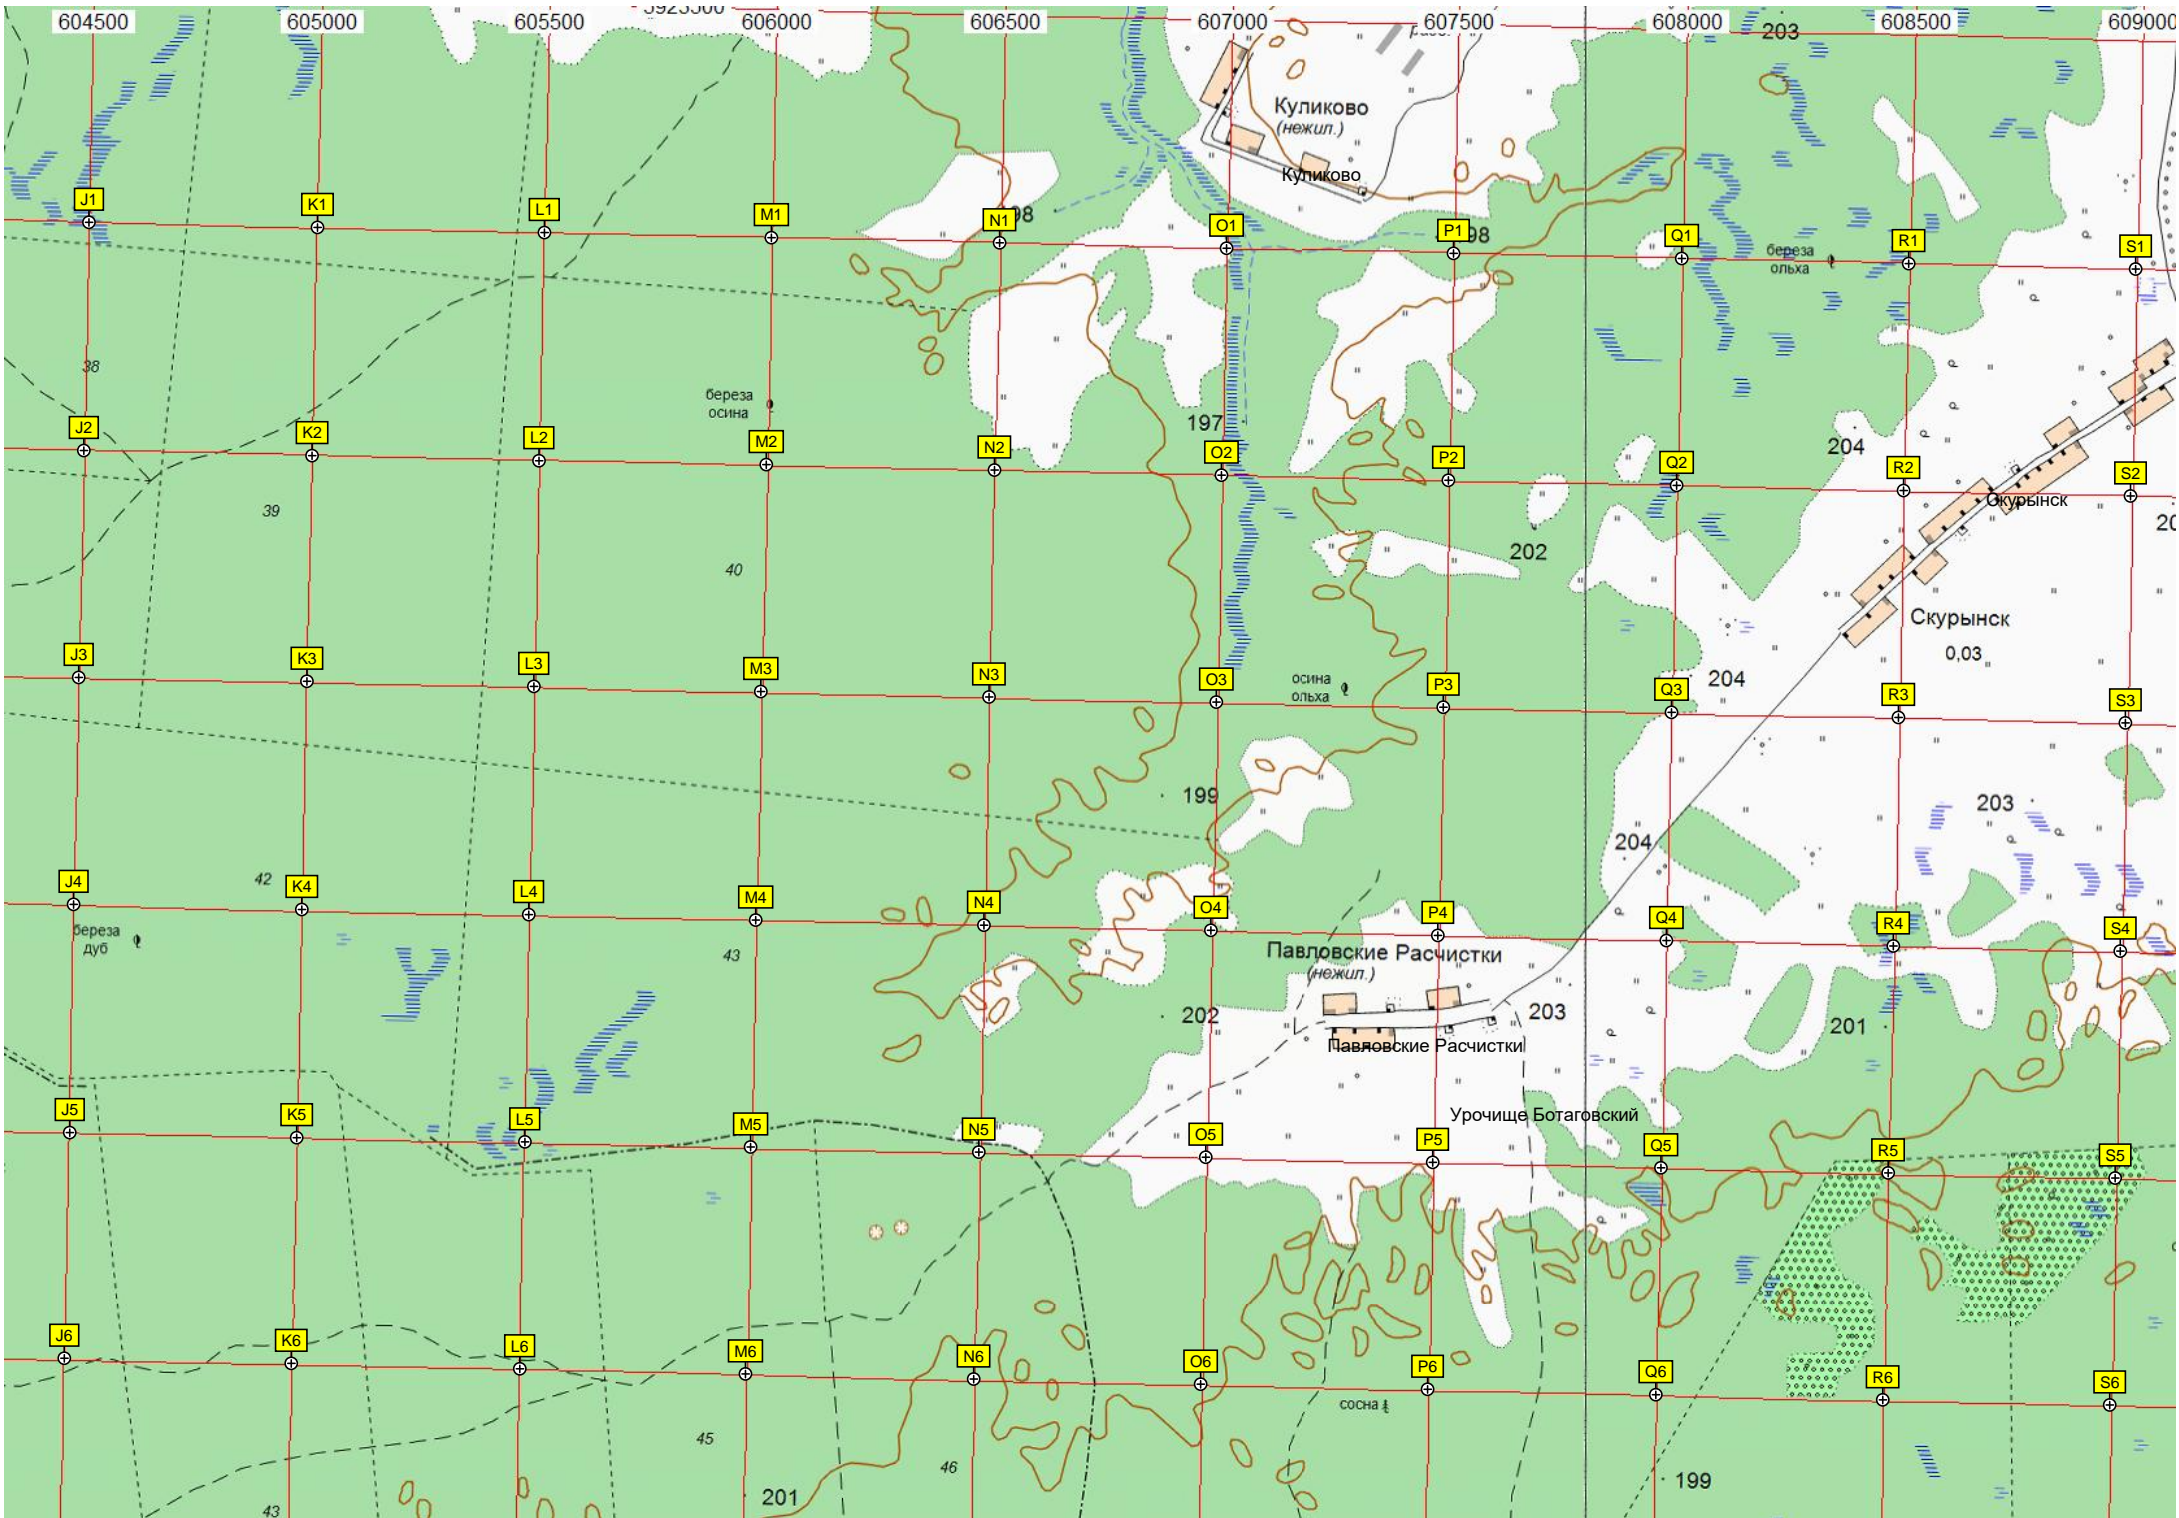 604500 605000 605500 606000 606500 607000 607500 608000 608500 609000
203
Куликово
(нежил.)
Куликово
J1 K1 L1 M1 N1 O1 P1 Q1 R1 S1
98
98
береза
ольха
38
береза
осина
197
204
J2 K2 L2 M2 N2 O2 P2 Q2 R2 S2
Скурынск
39
40
202
Скурынск
0,03
J3 K3 L3 M3 N3 O3 P3 Q3 R3 S3
осина
ольха
204
199
203
204
42
J4 K4 L4 M4 N4 O4 P4 Q4 R4 S4
береза
дуб
43
Павловские Расчистки
(нежил.)
202
203
201
Павловские Расчистки
Урочище Ботаговский
J5 K5 L5 M5 N5 O5 P5 Q5 R5 S5
J6 K6 L6 M6 N6 O6 P6 Q6 R6 S6
сосна
45
46
199
201
43